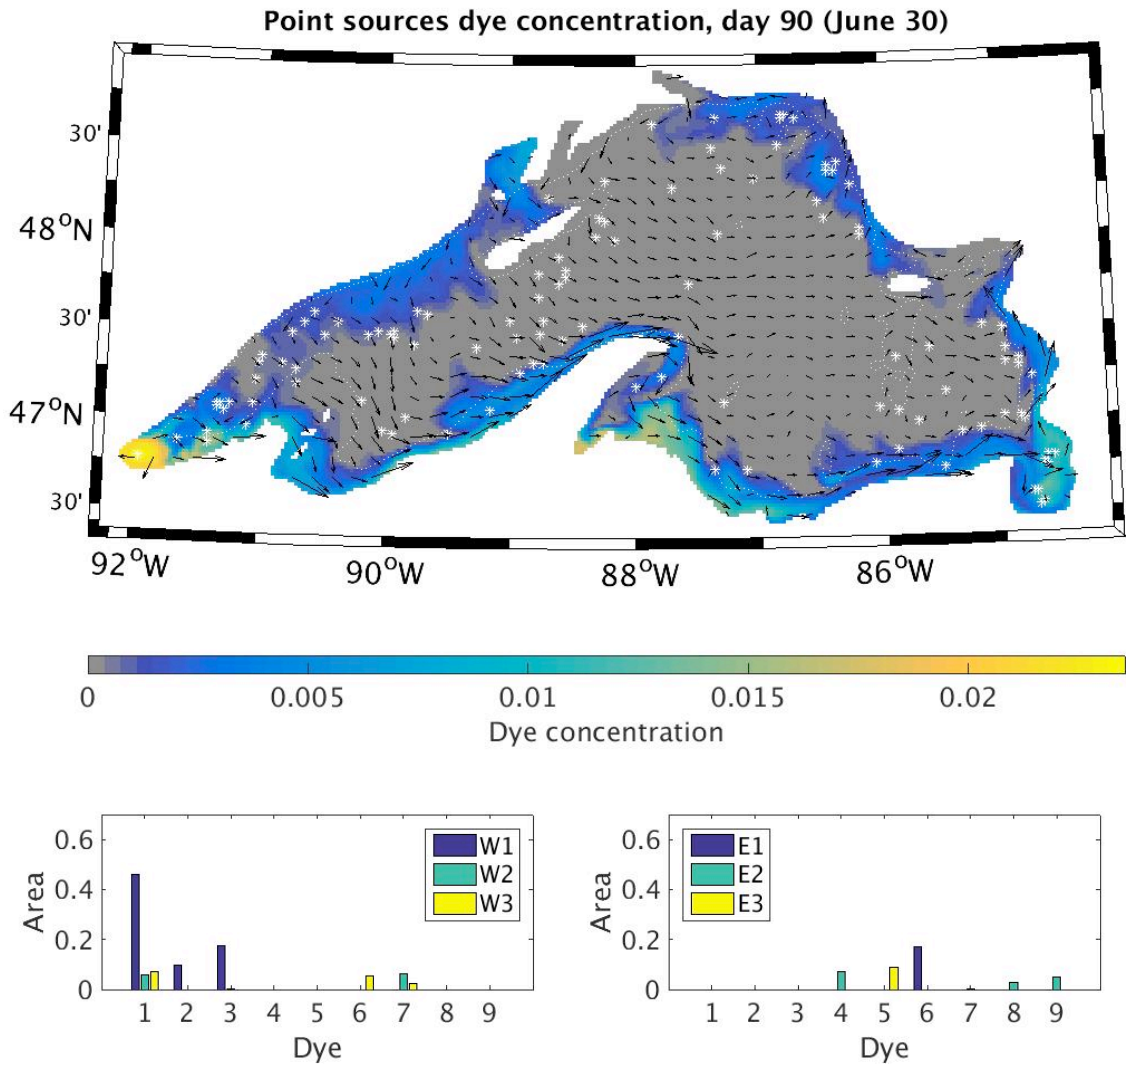 Point sources dye concentration, day 90 (June 30)
30'
48°N
30'
47°N
30'
92°W 90°W 88°W 86°W
0 0.005 0.01 0.015 0.02
Dye concentration
0.6
0.4
0.2
0
Area
W1
W2
W3
1 2 3 4 5 6 7 8 9
Dye
0.6
0.4
0.2
0
Area
E1
E2
E3
1 2 3 4 5 6 7 8 9
Dye